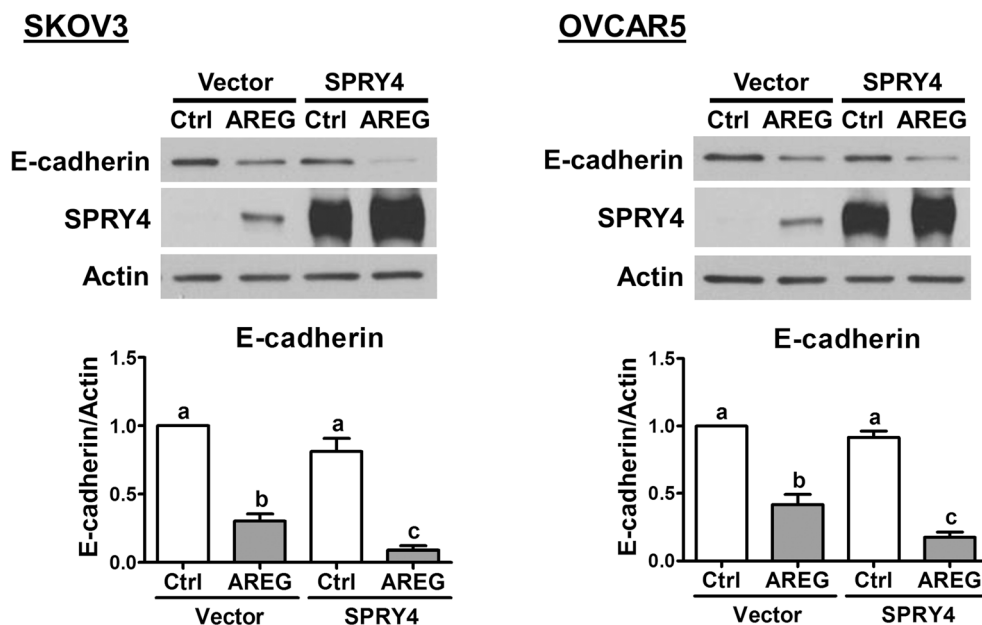 SKOV3
Vector SPRY4
Ctrl AREG Ctrl AREG
E-cadherin
SPRY4
Actin
E-cadherin
E-cadherin/Actin
1.5
1.0
0.5
0.0
a
b
a
c
Ctrl AREG Ctrl AREG
Vector SPRY4
OVCAR5
Vector SPRY4
Ctrl AREG Ctrl AREG
E-cadherin
SPRY4
Actin
E-cadherin
E-cadherin/Actin
1.5
1.0
0.5
0.0
a
b
a
c
Ctrl AREG Ctrl AREG
Vector SPRY4